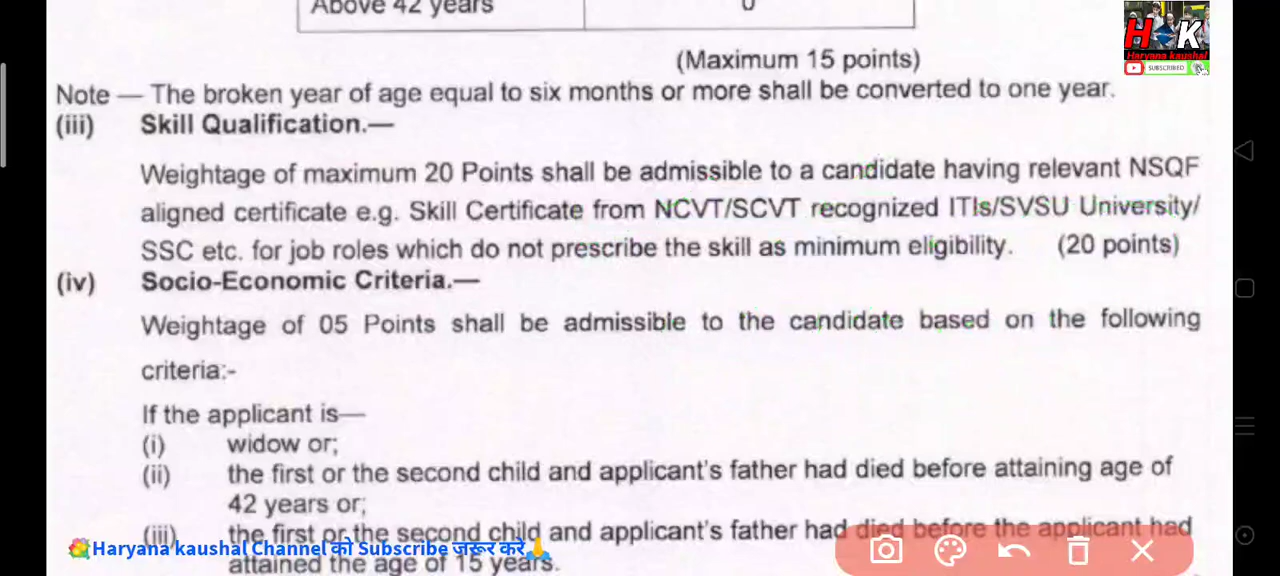 Above 42 years 0
(Maximum 15 points)
Note — The broken year of age equal to six months or more shall be converted to one year.
(iii) Skill Qualification.—
Weightage of maximum 20 Points shall be admissible to a candidate having relevant NSQF
aligned certificate e.g. Skill Certificate from NCVT/SCVT recognized ITIs/SVSU University/
SSC etc. for job roles which do not prescribe the skill as minimum eligibility. (20 points)
(iv) Socio-Economic Criteria.—
Weightage of 05 Points shall be admissible to the candidate based on the following
criteria:-
If the applicant is—
(i) widow or;
(ii) the first or the second child and applicant's father had died before attaining age of
42 years or;
(iii) the first or the second child and applicant's father had died before the applicant had
attained the age of 15 years.
Haryana kaushal Channel को Subscribe जरूर करें
H K
Haryana kaushal
SUBSCRIBED